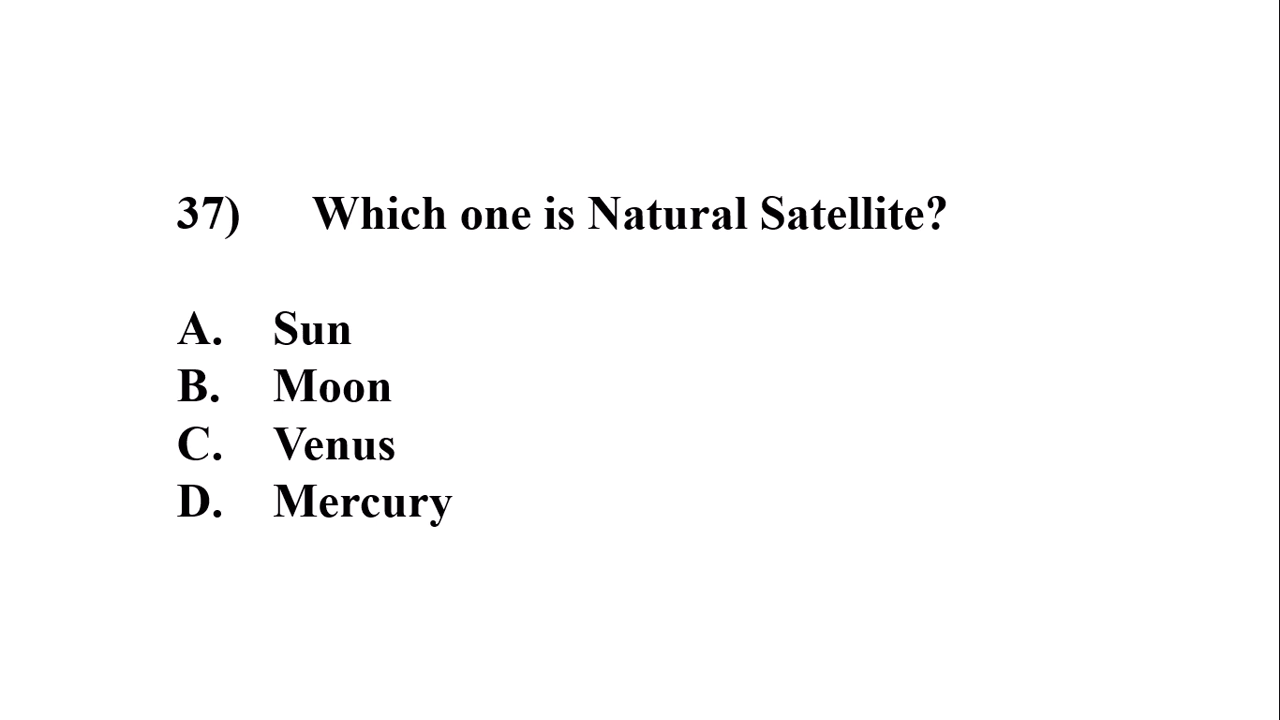 37) Which one is Natural Satellite?
A. Sun
B. Moon
C. Venus
D. Mercury